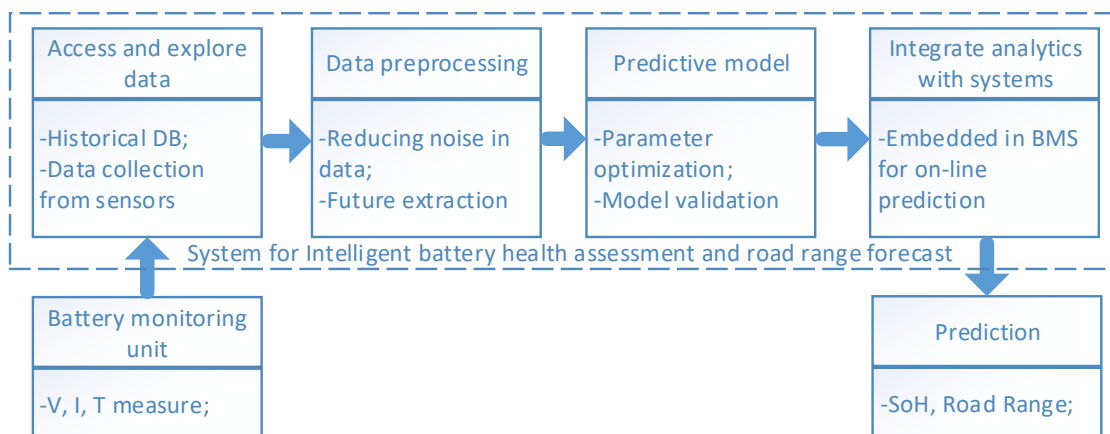 Access and explore
data
-Historical DB;
-Data collection
from sensors
Data preprocessing
-Reducing noise in
data;
-Future extraction
Predictive model
-Parameter
optimization;
-Model validation
Integrate analytics
with systems
-Embedded in BMS
for on-line
prediction
System for Intelligent battery health assessment and road range forecast
Battery monitoring
unit
-V, I, T measure;
Prediction
-SoH, Road Range;